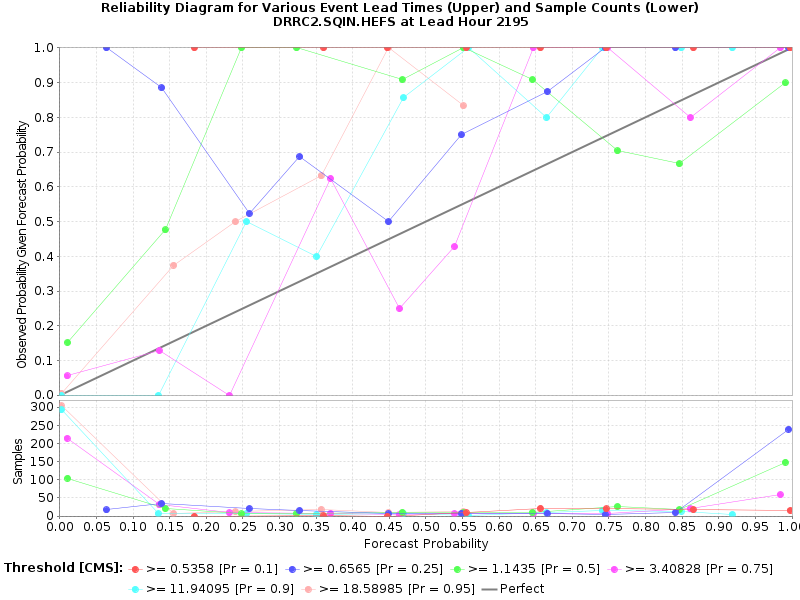 Reliability Diagram for Various Event Lead Times (Upper) and Sample Counts (Lower)
DRRC2.SQIN.HEFS at Lead Hour 2195
Observed Probability Given Forecast Probability
1.0
0.9
0.8
0.7
0.6
0.5
0.4
0.3
0.2
0.1
0.0
Samples
300
250
200
150
100
50
0
0.00 0.05 0.10 0.15 0.20 0.25 0.30 0.35 0.40 0.45 0.50 0.55 0.60 0.65 0.70 0.75 0.80 0.85 0.90 0.95 1.00
Forecast Probability
Threshold [CMS]: >= 0.5358 [Pr = 0.1] >= 0.6565 [Pr = 0.25] >= 1.1435 [Pr = 0.5] >= 3.40828 [Pr = 0.75]
>= 11.94095 [Pr = 0.9] >= 18.58985 [Pr = 0.95] Perfect